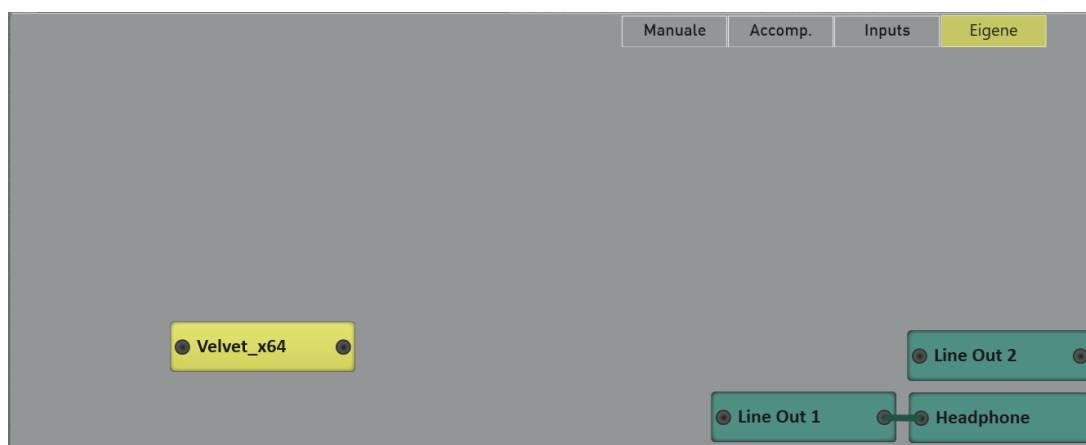 Manuale Accomp. Inputs Eigene
Velvet_x64
Line Out 2
Line Out 1 Headphone